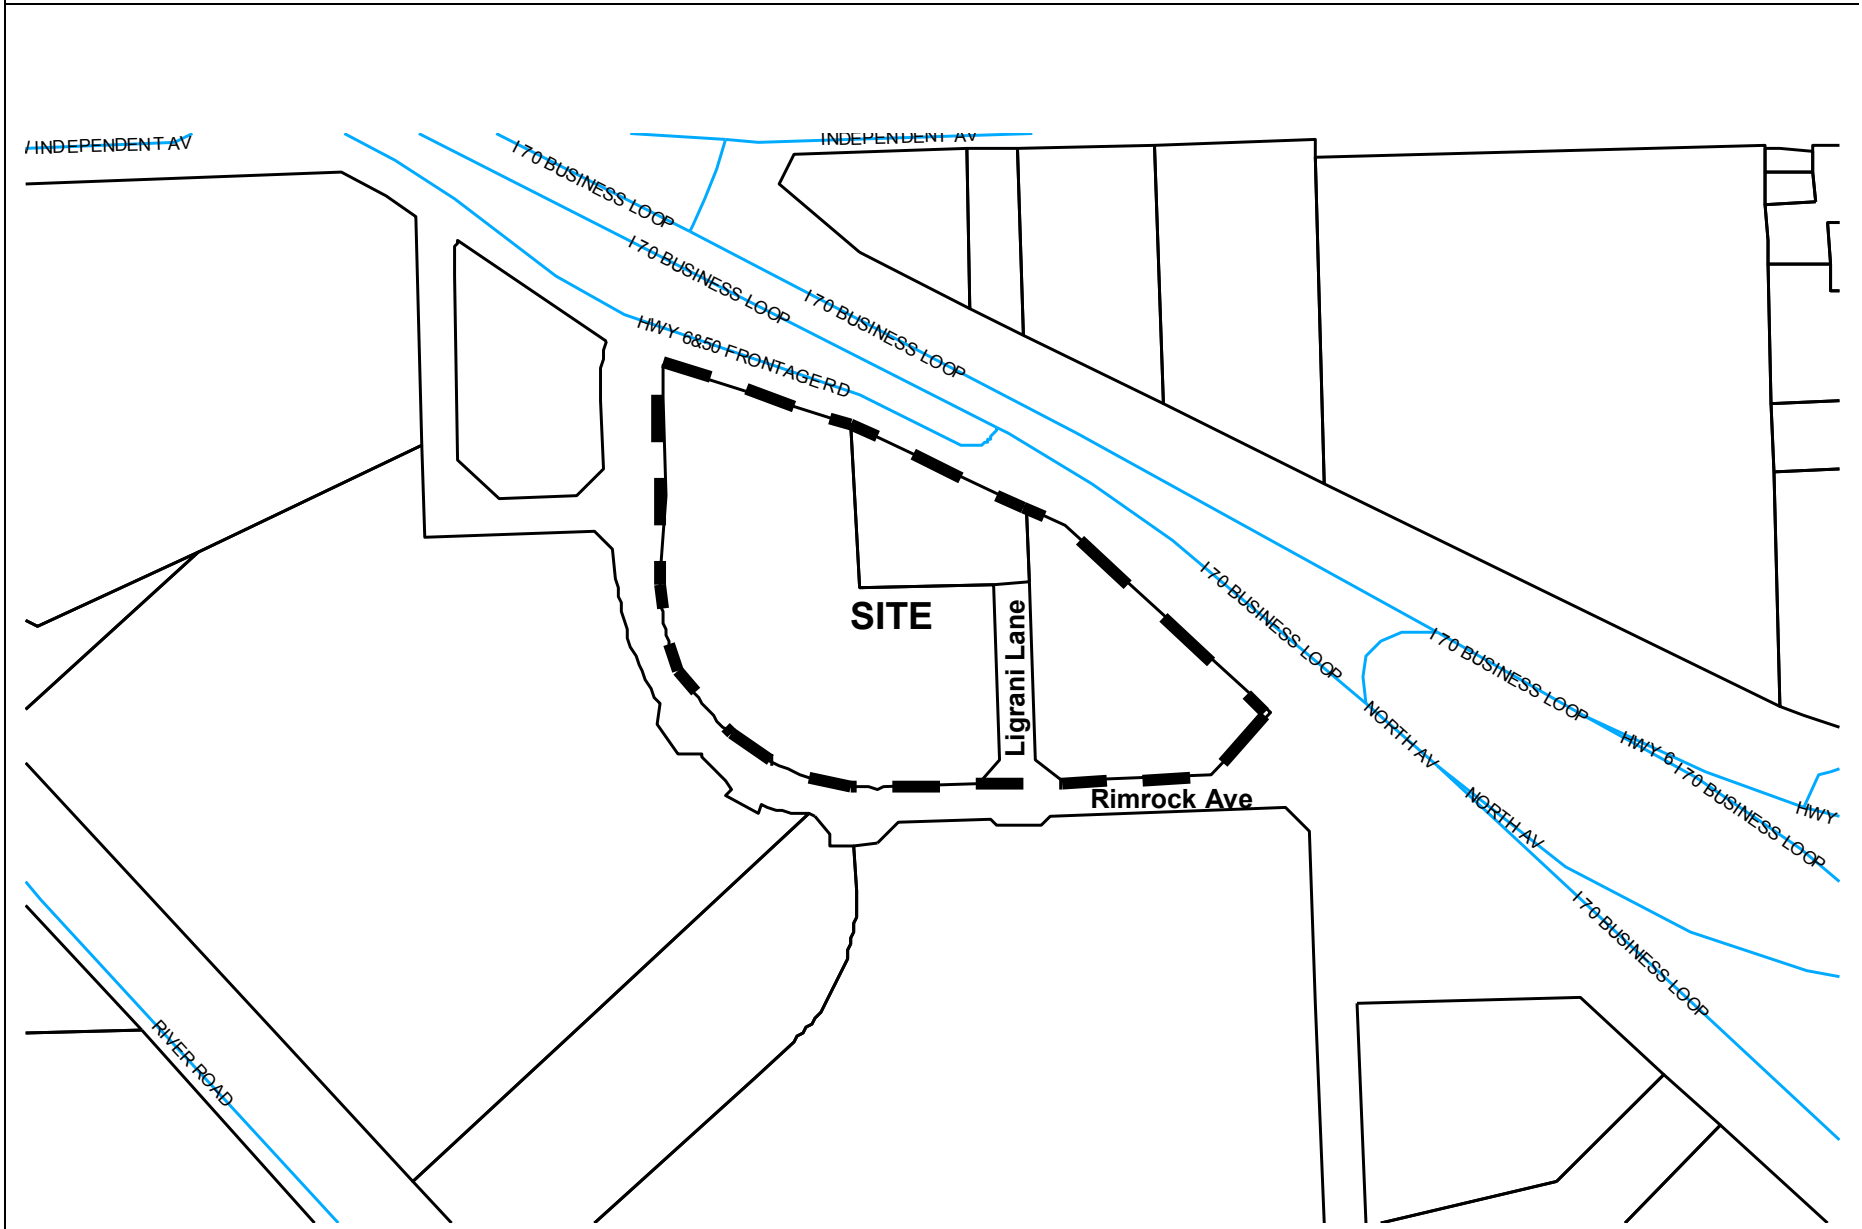 INDEPENDENT AV
INDEPENDENT AV
I 70 BUSINESS LOOP
I 70 BUSINESS LOOP
I 70 BUSINESS LOOP
HWY 6&50 FRONTAGE RD
SITE
Ligrani Lane
I 70 BUSINESS LOOP
I 70 BUSINESS LOOP
NORTH AV
HWY 6
I 70 BUSINESS LOOP
Rimrock Ave
NORTH AV
HWY
I 70 BUSINESS LOOP
RIVER ROAD